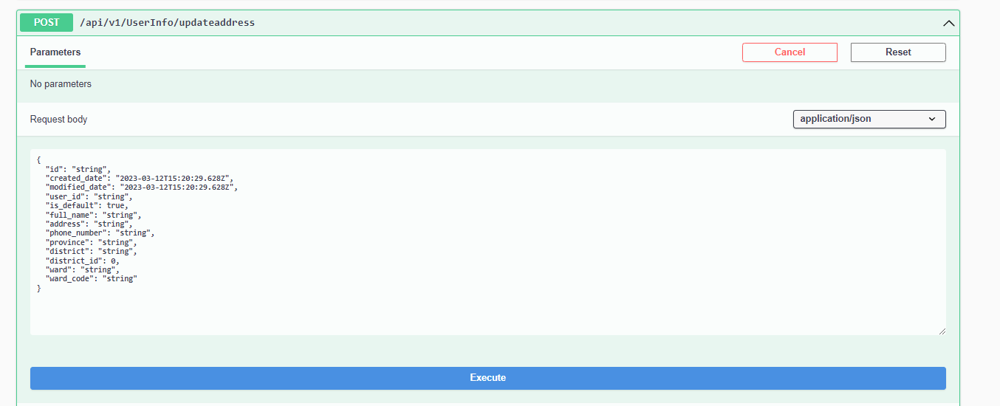 POST /api/v1/UserInfo/updateaddress
Parameters Cancel Reset
No parameters
Request body application/json
{
  "id": "string",
  "created_date": "2023-03-12T15:20:29.628Z",
  "modified_date": "2023-03-12T15:20:29.628Z",
  "user_id": "string",
  "is_default": true,
  "full_name": "string",
  "address": "string",
  "phone_number": "string",
  "province": "string",
  "district": "string",
  "district_id": 0,
  "ward": "string",
  "ward_code": "string"
}
Execute